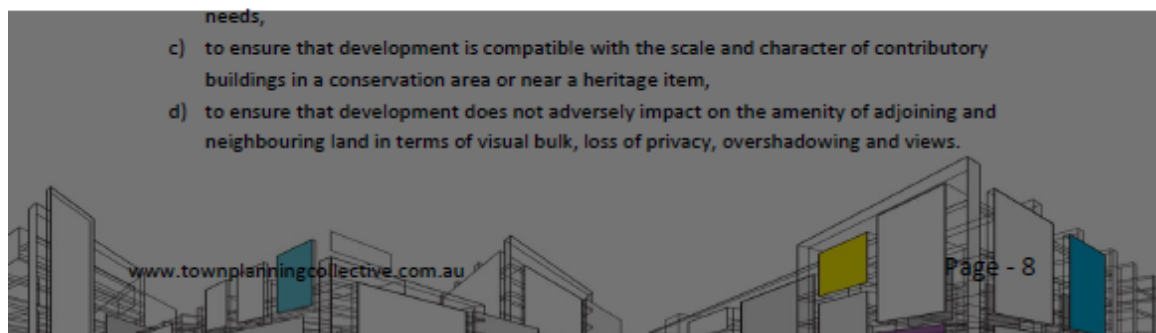 needs,
c) to ensure that development is compatible with the scale and character of contributory
buildings in a conservation area or near a heritage item,
d) to ensure that development does not adversely impact on the amenity of adjoining and
neighbouring land in terms of visual bulk, loss of privacy, overshadowing and views.
www.townplanningcollective.com.au Page - 8